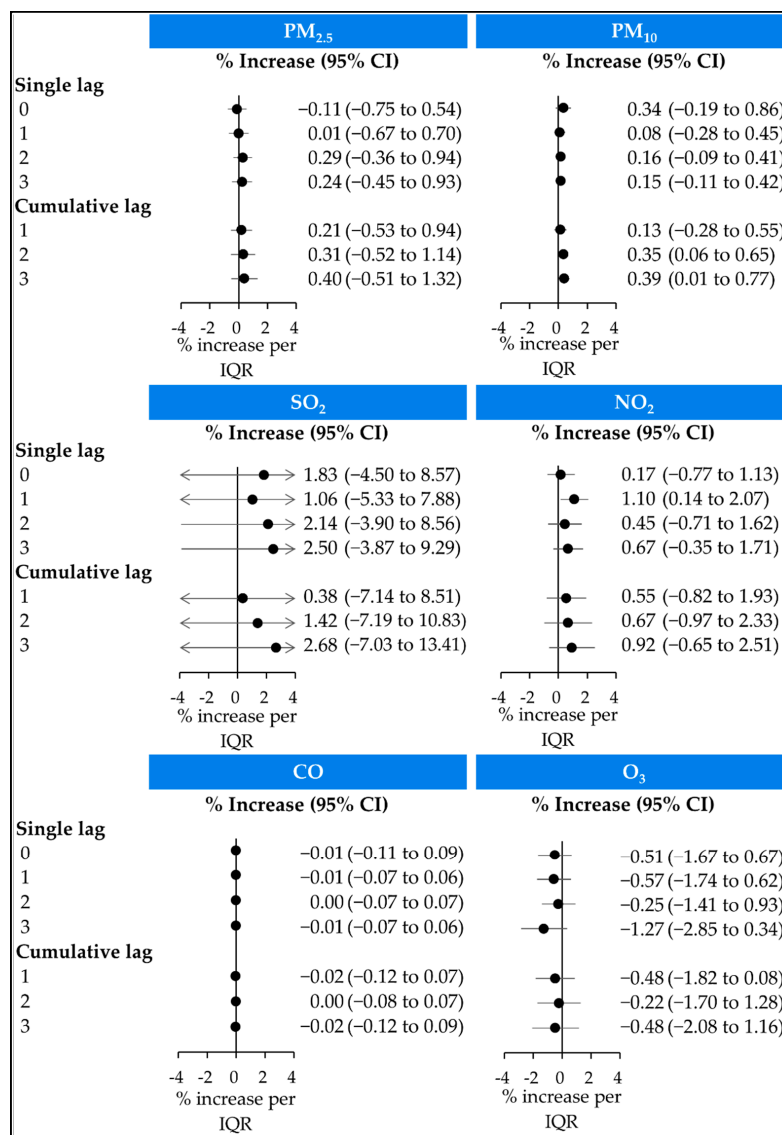 PM2.5 PM10
% Increase (95% CI) % Increase (95% CI)
Single lag
0 −0.11 (−0.75 to 0.54) 0.34 (−0.19 to 0.86)
1 0.01 (−0.67 to 0.70) 0.08 (−0.28 to 0.45)
2 0.29 (−0.36 to 0.94) 0.16 (−0.09 to 0.41)
3 0.24 (−0.45 to 0.93) 0.15 (−0.11 to 0.42)
Cumulative lag
1 0.21 (−0.53 to 0.94) 0.13 (−0.28 to 0.55)
2 0.31 (−0.52 to 1.14) 0.35 (0.06 to 0.65)
3 0.40 (−0.51 to 1.32) 0.39 (0.01 to 0.77)
-4 -2 0 2 4 -4 -2 0 2 4
% increase per % increase per
IQR IQR
SO2 NO2
% Increase (95% CI) % Increase (95% CI)
Single lag
0 1.83 (−4.50 to 8.57) 0.17 (−0.77 to 1.13)
1 1.06 (−5.33 to 7.88) 1.10 (0.14 to 2.07)
2 2.14 (−3.90 to 8.56) 0.45 (−0.71 to 1.62)
3 2.50 (−3.87 to 9.29) 0.67 (−0.35 to 1.71)
Cumulative lag
1 0.38 (−7.14 to 8.51) 0.55 (−0.82 to 1.93)
2 1.42 (−7.19 to 10.83) 0.67 (−0.97 to 2.33)
3 2.68 (−7.03 to 13.41) 0.92 (−0.65 to 2.51)
-4 -2 0 2 4 -4 -2 0 2 4
% increase per % increase per
IQR IQR
CO O3
% Increase (95% CI) % Increase (95% CI)
Single lag
0 −0.01 (−0.11 to 0.09) −0.51 (−1.67 to 0.67)
1 −0.01 (−0.07 to 0.06) −0.57 (−1.74 to 0.62)
2 0.00 (−0.07 to 0.07) −0.25 (−1.41 to 0.93)
3 −0.01 (−0.07 to 0.06) −1.27 (−2.85 to 0.34)
Cumulative lag
1 −0.02 (−0.12 to 0.07) −0.48 (−1.82 to 0.08)
2 0.00 (−0.08 to 0.07) −0.22 (−1.70 to 1.28)
3 −0.02 (−0.12 to 0.09) −0.48 (−2.08 to 1.16)
-4 -2 0 2 4 -4 -2 0 2 4
% increase per % increase per
IQR IQR